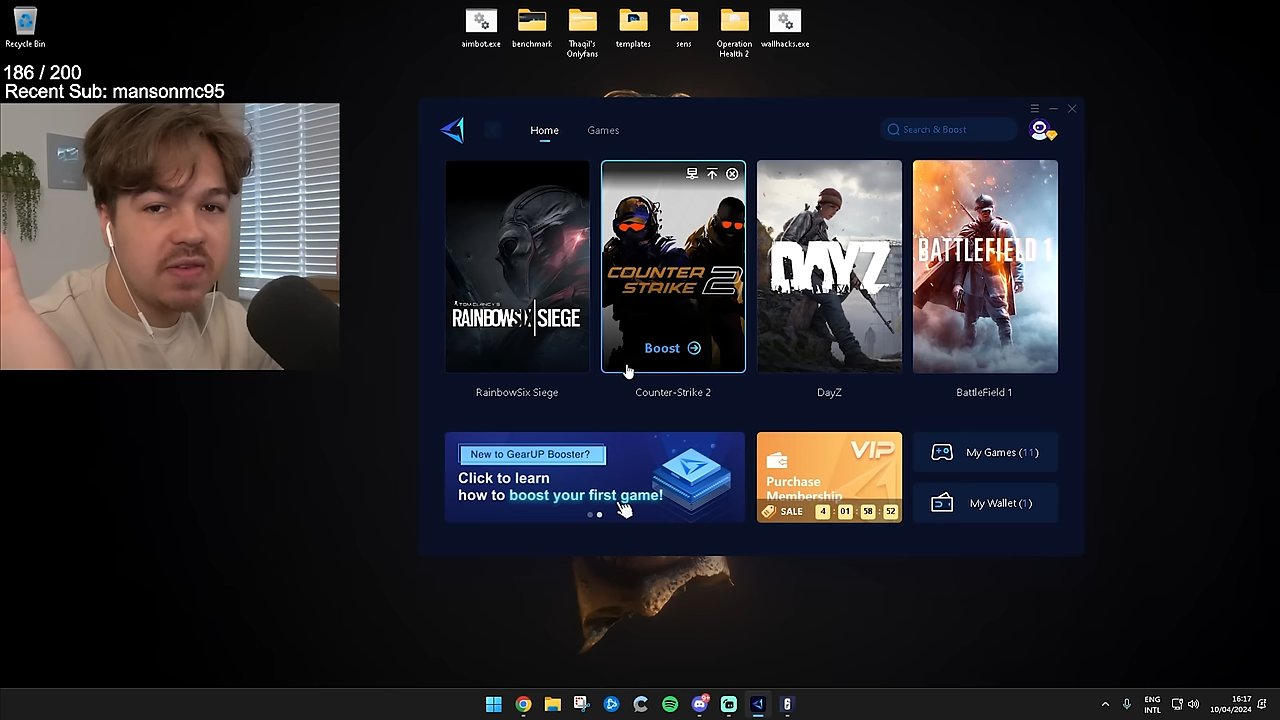 Recycle Bin
aimbot.exe
benchmark
Thaqil's
Onlyfans
templates
sens
Operation
Health 2
wallhacks.exe
186 / 200
Recent Sub: mansonmc95
Home
Games
Search & Boost
TOM CLANCY'S
RAINBOWSIX SIEGE
COUNTER
STRIKE 2
Boost
DAYZ
BATTLEFIELD 1
RainbowSix Siege
Counter-Strike 2
DayZ
BattleField 1
New to GearUP Booster?
Click to learn
how to boost your first game!
VIP
Purchase
Membership
SALE 4 : 01 : 58 : 52
My Games (11)
My Wallet (1)
ENG
INTL
16:17
10/04/2024